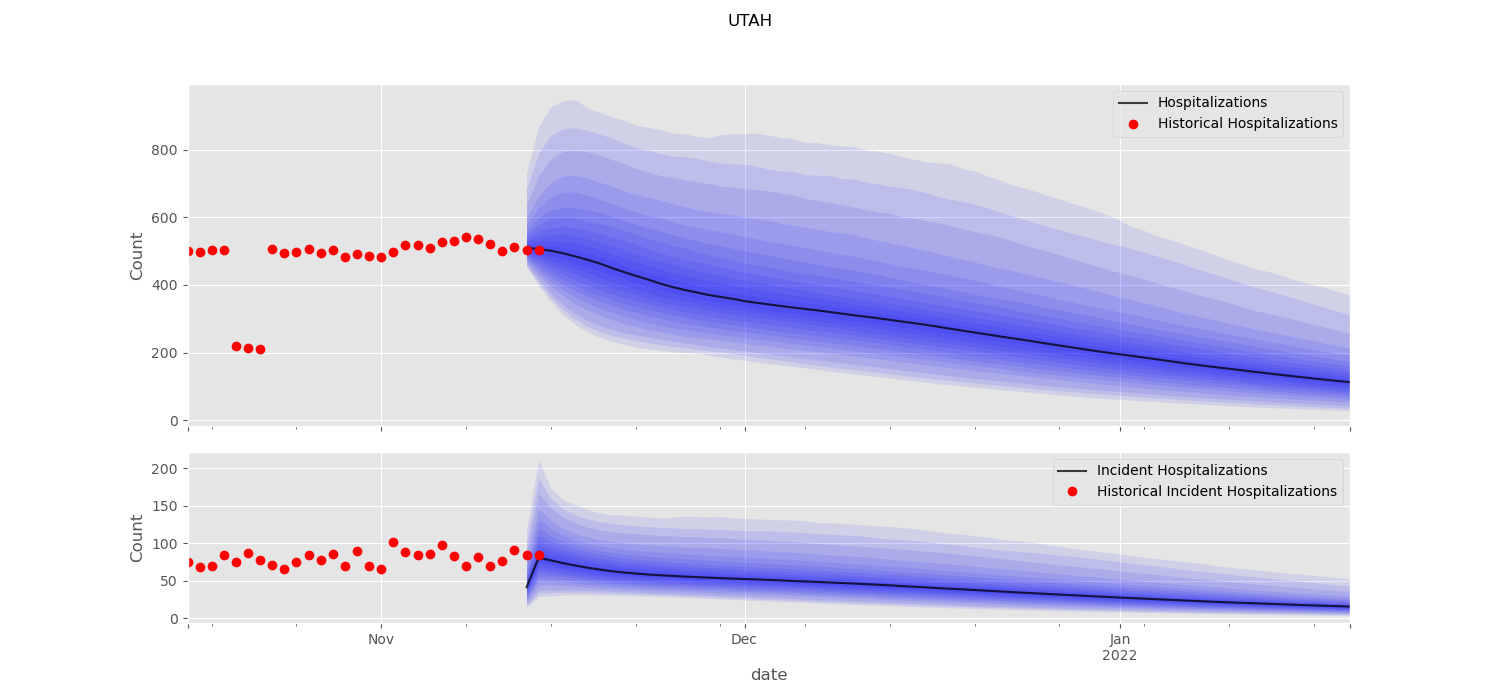 UTAH
Hospitalizations
Historical Hospitalizations
Count
800
600
400
200
0
Incident Hospitalizations
Historical Incident Hospitalizations
Count
200
150
100
50
0
Nov
Dec
Jan
2022
date